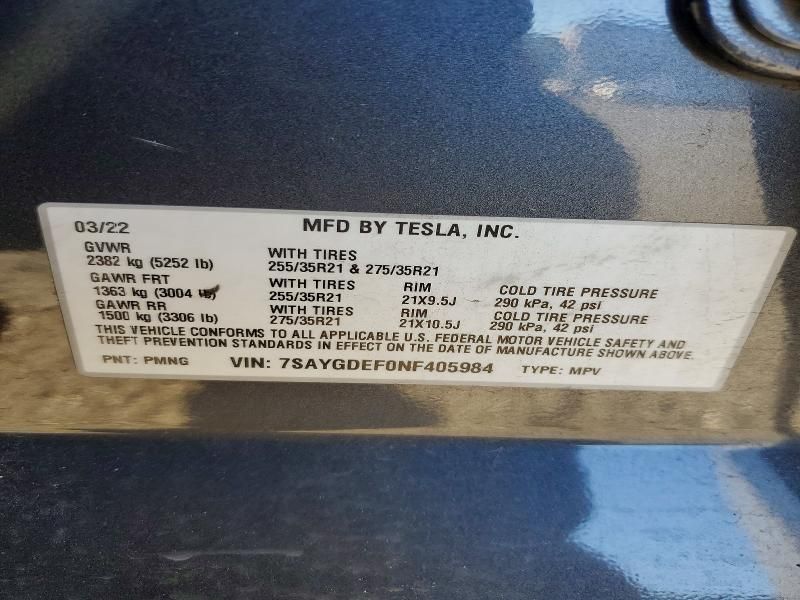 03/22 MFD BY TESLA, INC.
GVWR
2382 kg (5252 lb) WITH TIRES 255/35R21 & 275/35R21
GAWR FRT
1363 kg (3004 lb) WITH TIRES 255/35R21 RIM 21X9.5J COLD TIRE PRESSURE 290 kPa, 42 psi
GAWR RR
1500 kg (3306 lb) WITH TIRES 275/35R21 RIM 21X10.5J COLD TIRE PRESSURE 290 kPa, 42 psi
THIS VEHICLE CONFORMS TO ALL APPLICABLE U.S. FEDERAL MOTOR VEHICLE SAFETY AND
THEFT PREVENTION STANDARDS IN EFFECT ON THE DATE OF MANUFACTURE SHOWN ABOVE.
PNT: PMNG VIN: 7SAYGDEF0NF405984 TYPE: MPV